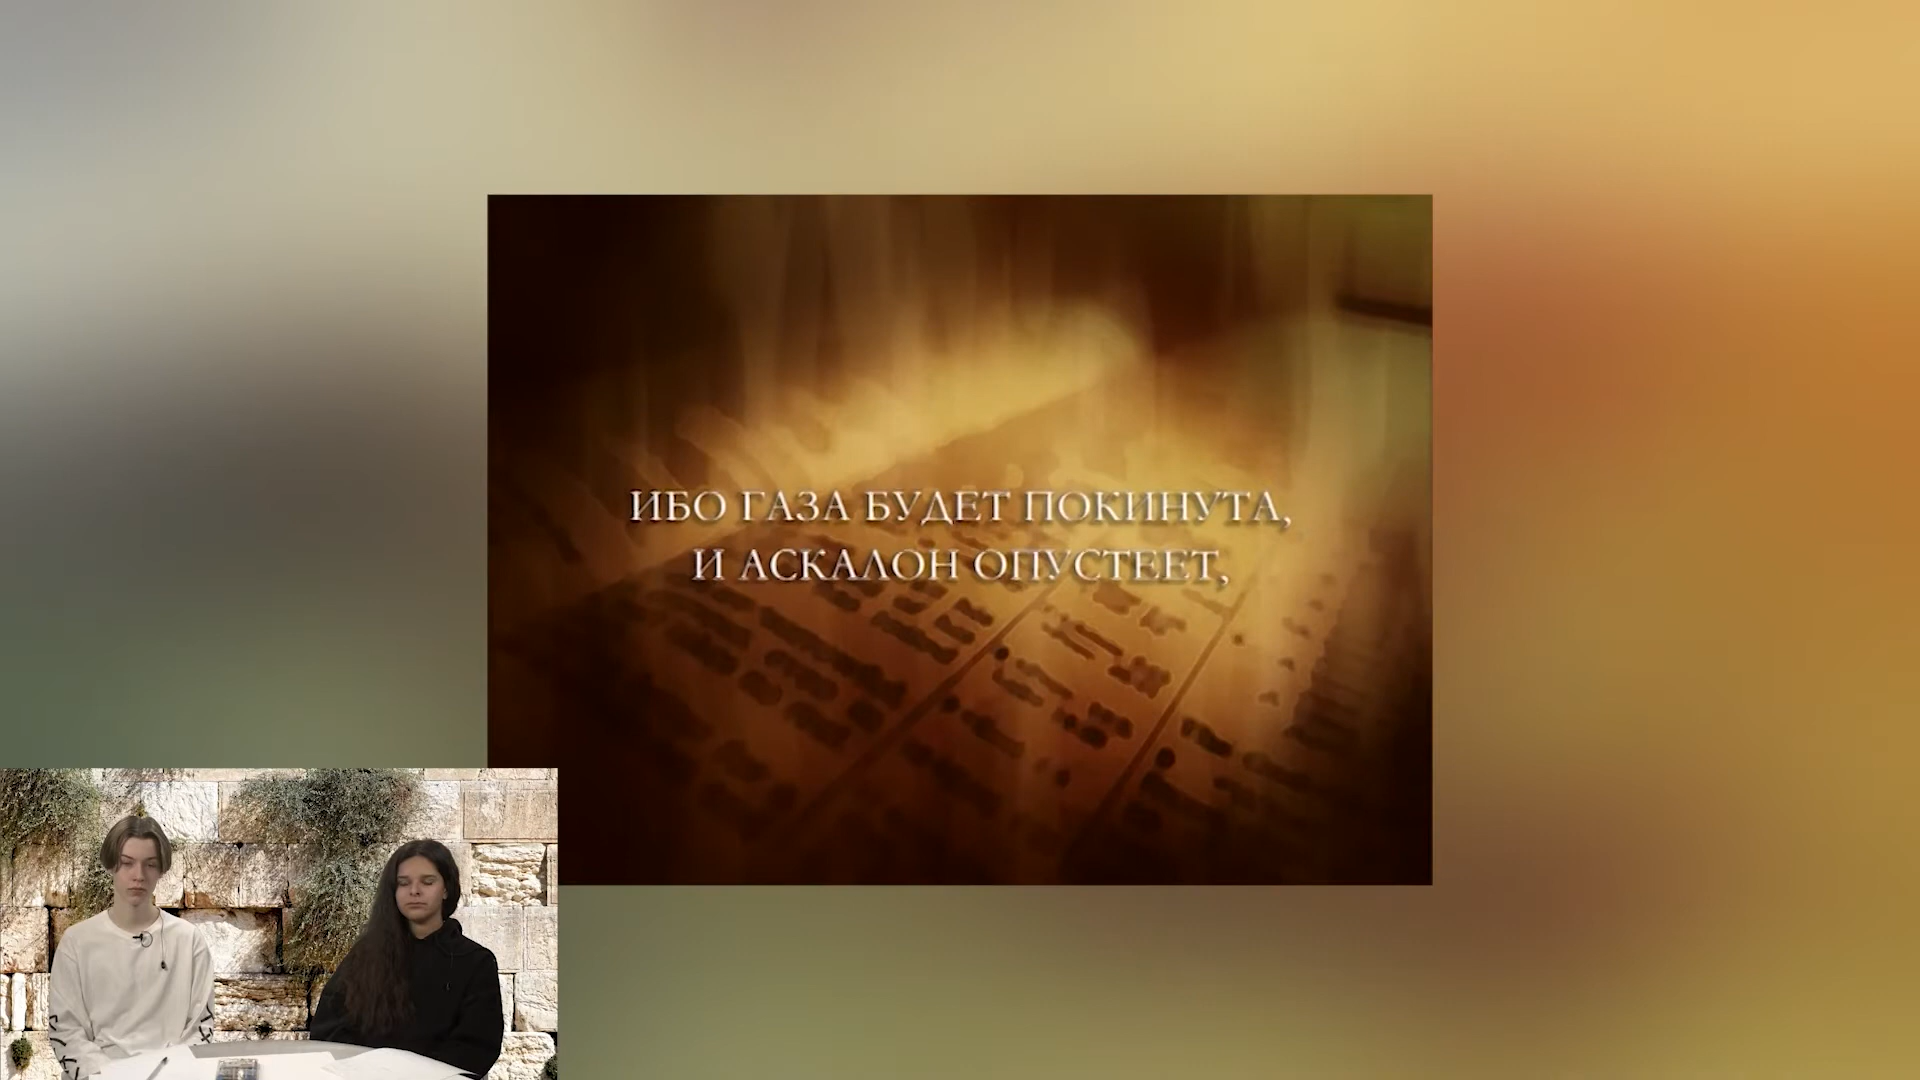 ИБО ГАЗА БУДЕТ ПОКИНУТА,
И АСКАЛОН ОПУСТЕЕТ,